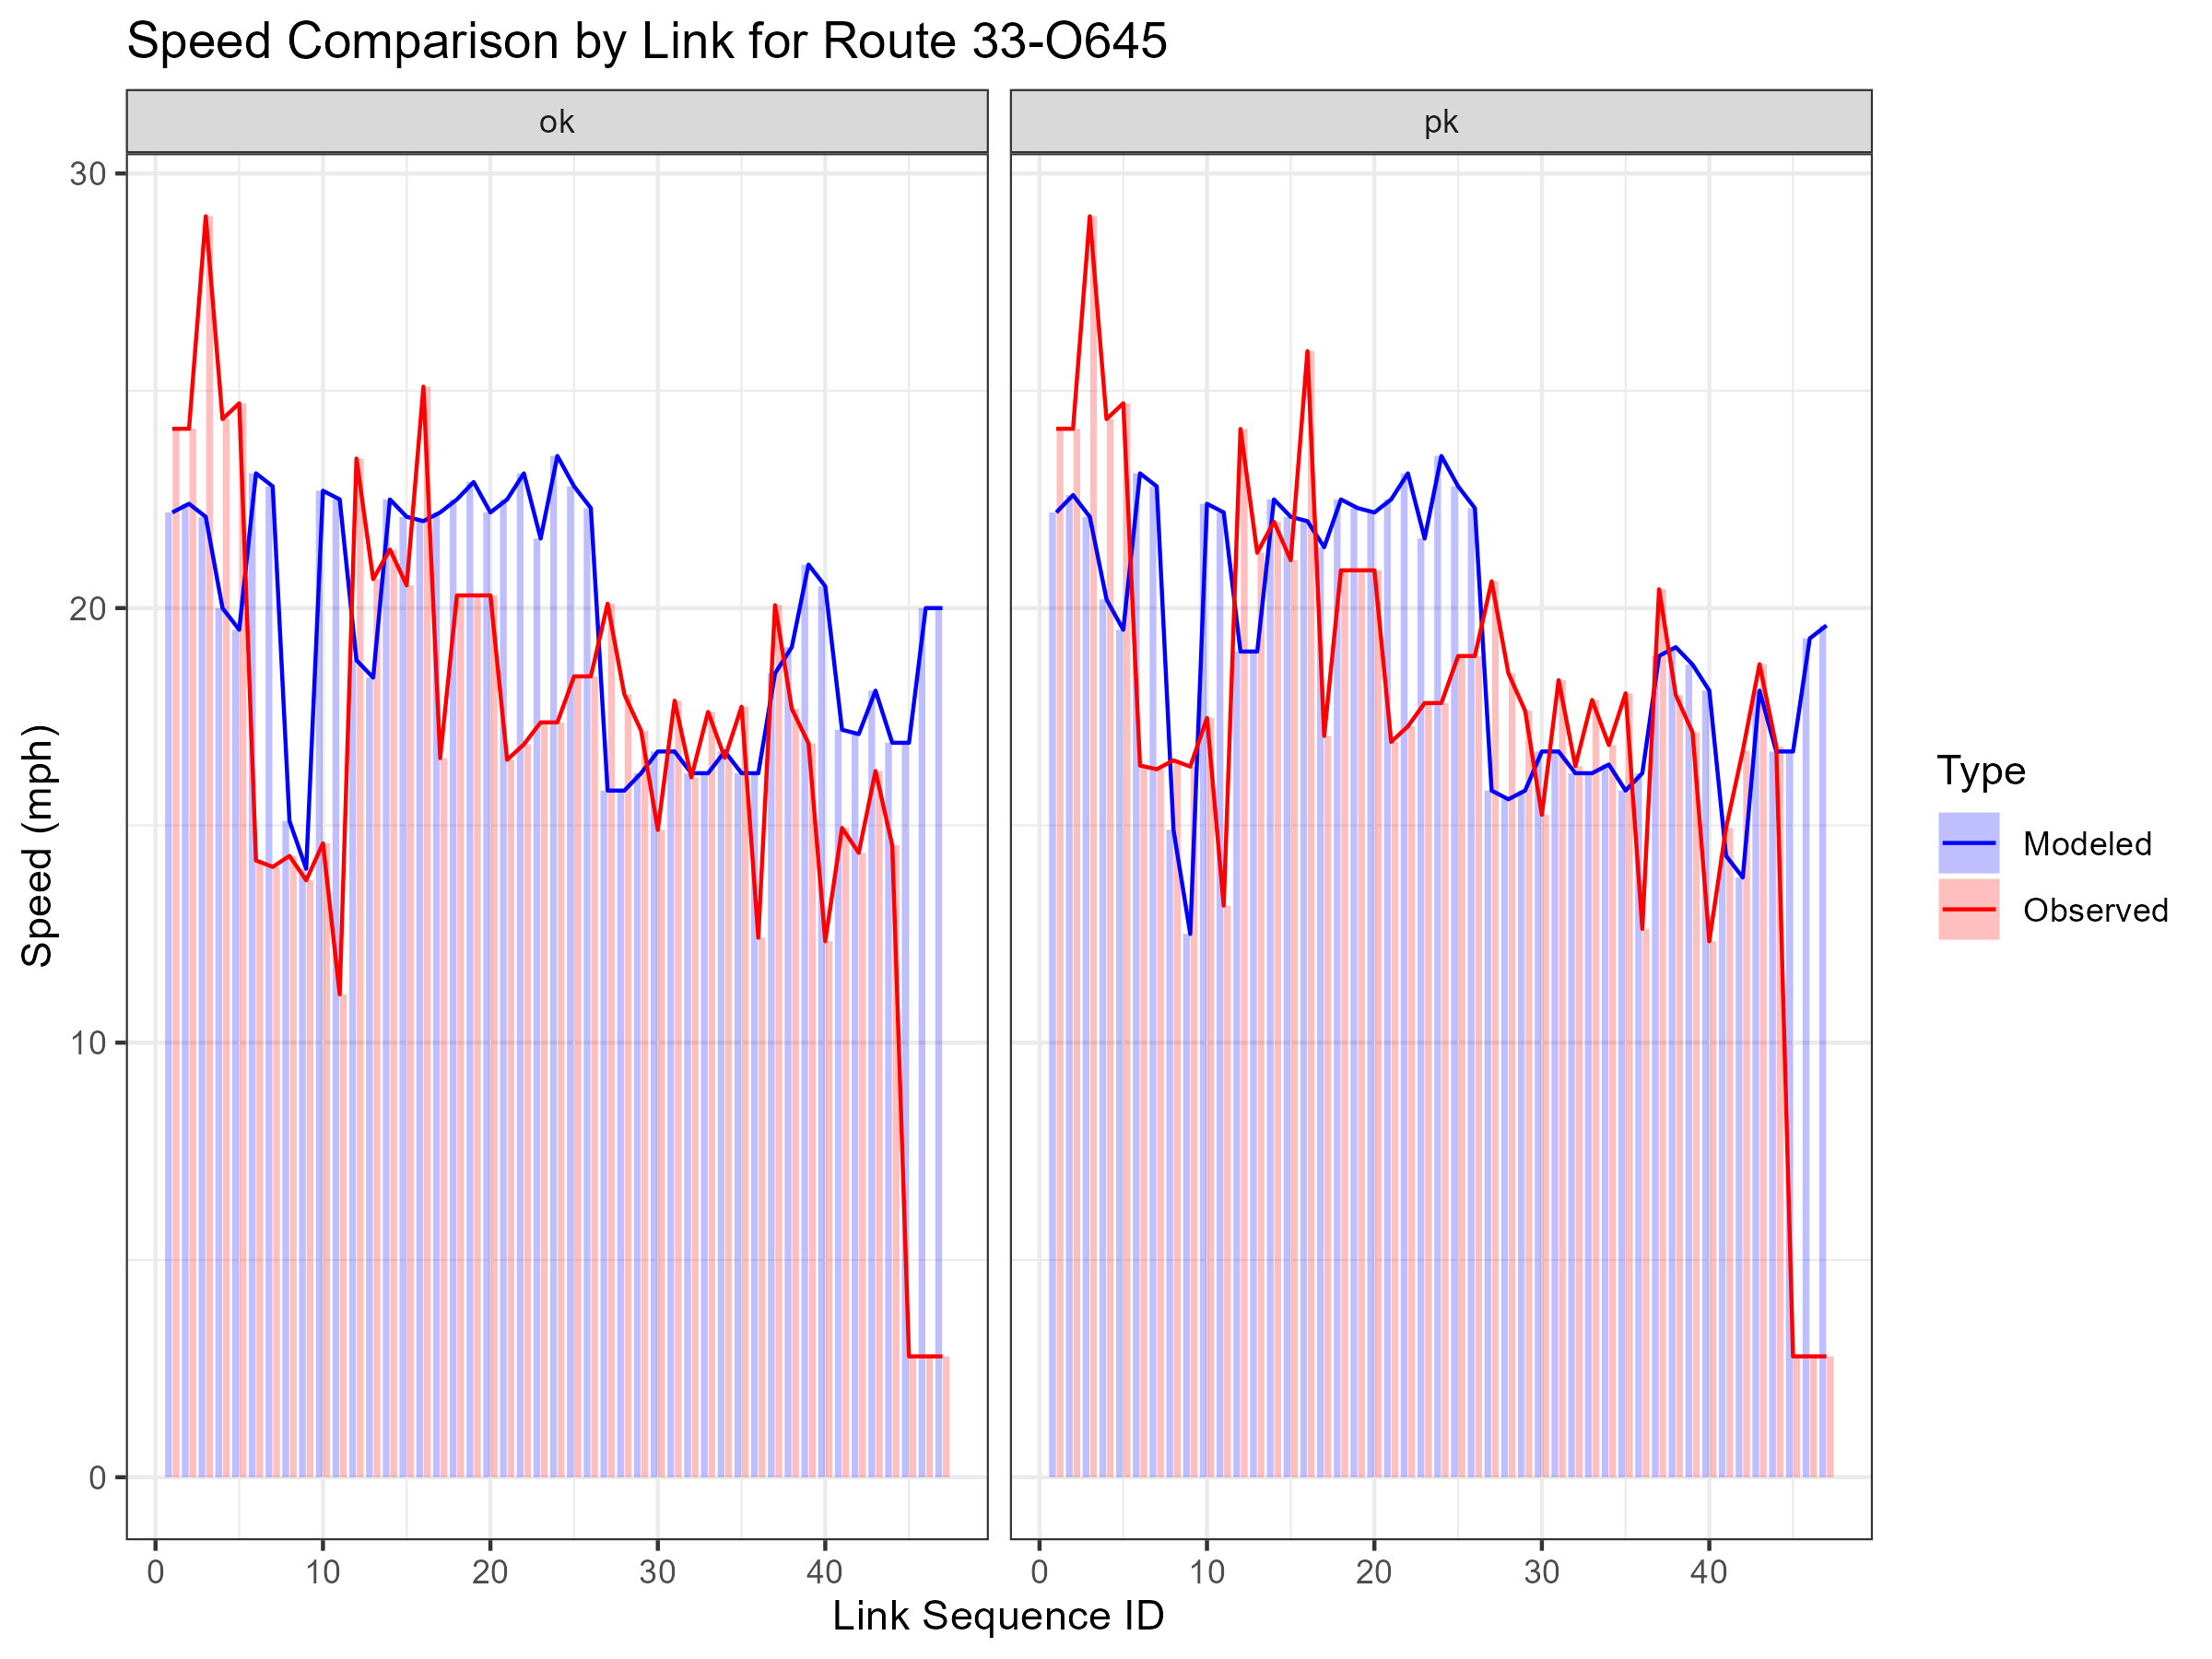 Speed Comparison by Link for Route 33-O645
ok
pk
30
20
10
0
Speed (mph)
0 10 20 30 40
0 10 20 30 40
Link Sequence ID
Type
Modeled
Observed